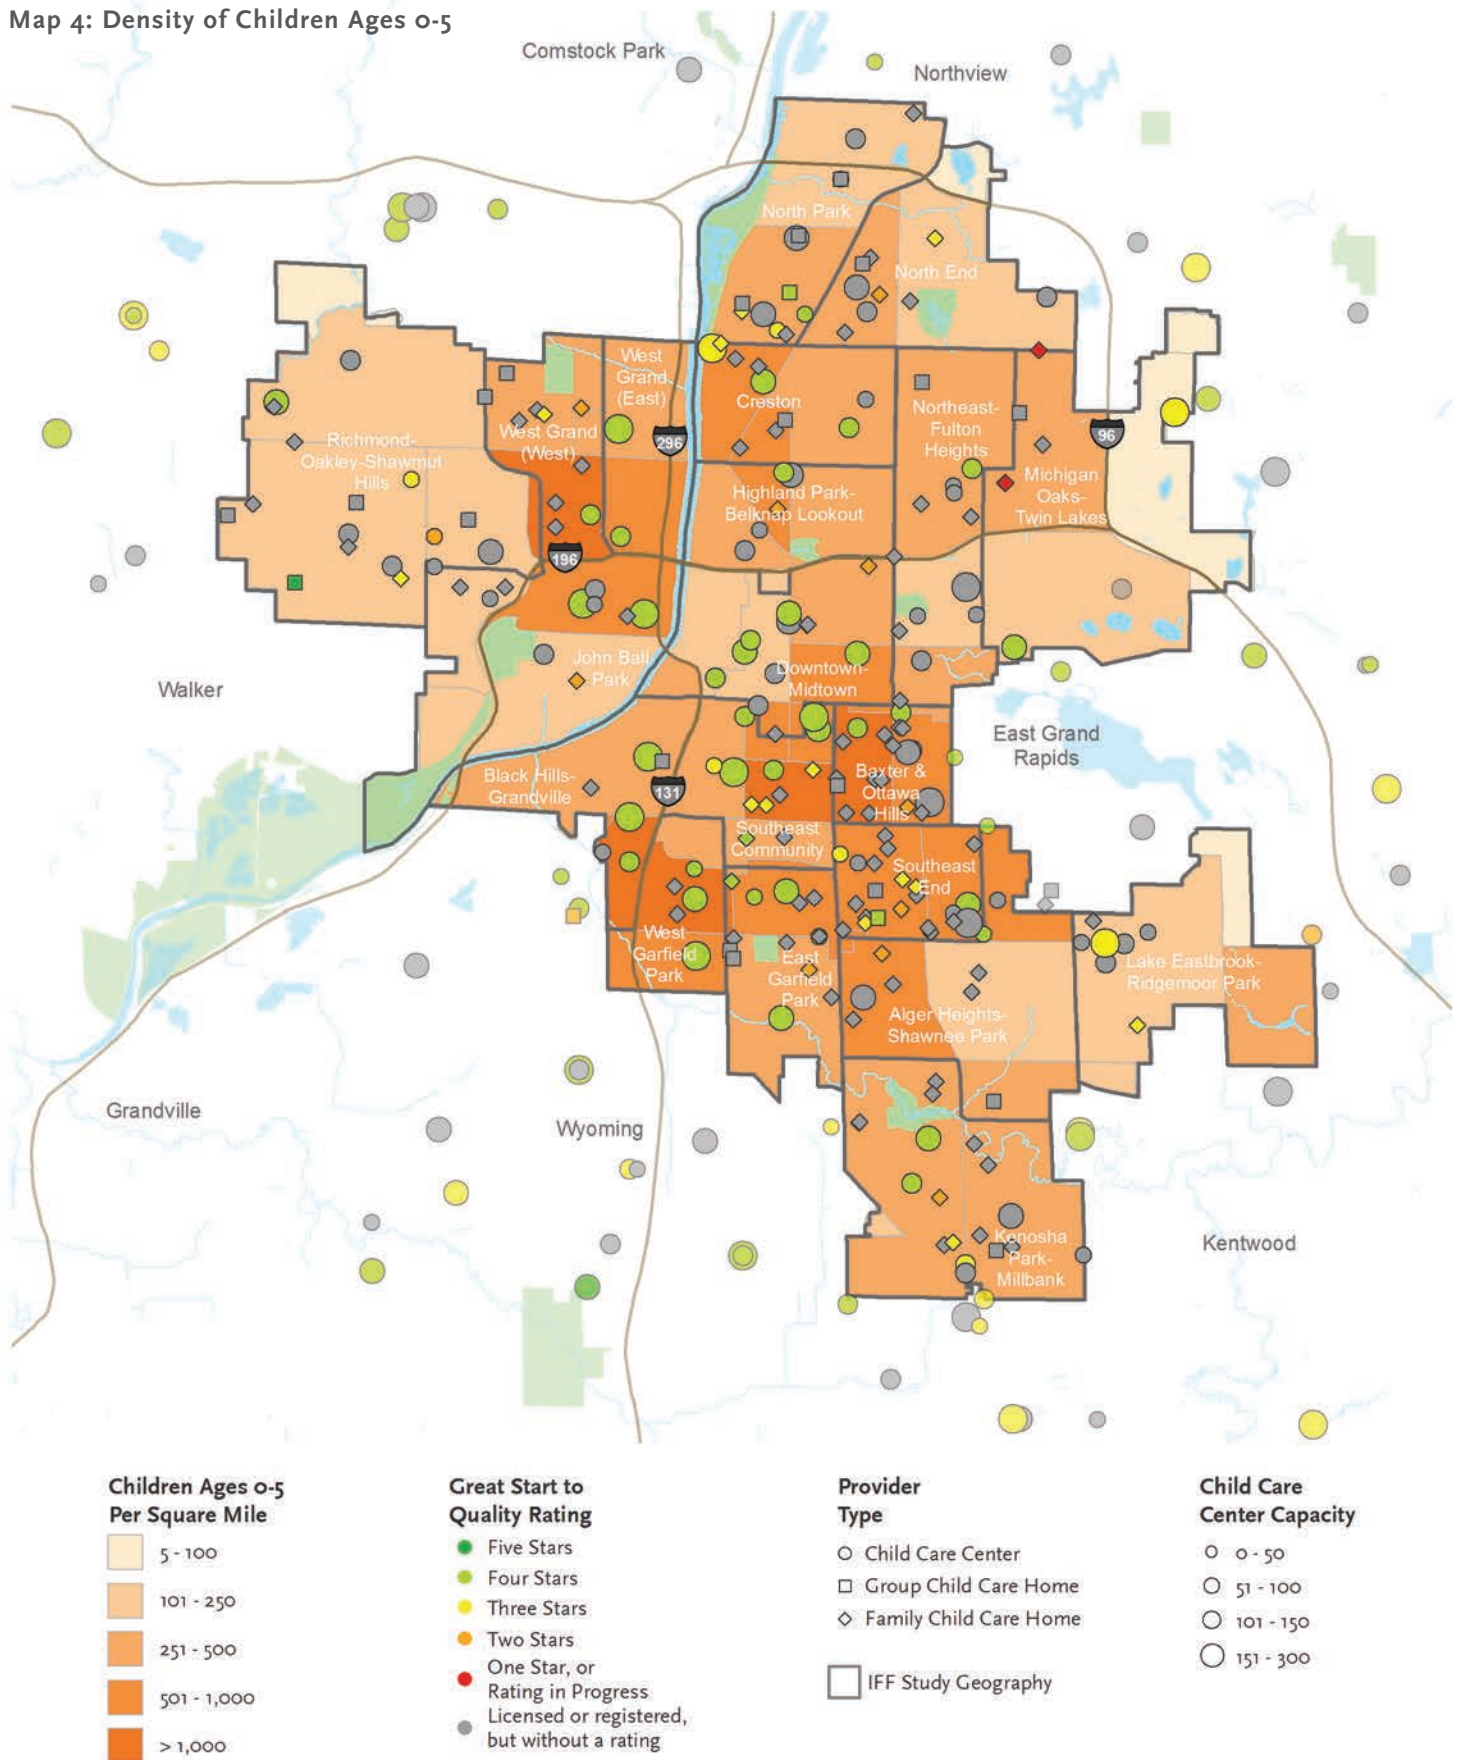 Map 4: Density of Children Ages 0-5
Comstock Park
Northview
North Park
North End
West
Grand
(East)
Creston
296
West Grand
(West)
Richmond-
Oakley-Shawmut
Hills
Northeast-
Fulton
Heights
96
Michigan
Oaks-
Twin Lakes
Highland Park-
Belknap Lookout
196
John Ball
Park
Downtown-
Midtown
Walker
East Grand
Rapids
Black Hills-
Grandville
131
Baxter &
Ottawa
Hills
Southeast
Community
Southeast
End
West
Garfield
Park
East
Garfield
Park
Lake Eastbrook-
Ridgemoor Park
Alger Heights-
Shawnee Park
Grandville
Wyoming
Kenosha
Park-
Millbank
Kentwood
Children Ages 0-5
Per Square Mile
5 - 100
101 - 250
251 - 500
501 - 1,000
> 1,000
Great Start to
Quality Rating
Five Stars
Four Stars
Three Stars
Two Stars
One Star, or
Rating in Progress
Licensed or registered,
but without a rating
Provider
Type
Child Care Center
Group Child Care Home
Family Child Care Home
IFF Study Geography
Child Care
Center Capacity
0 - 50
51 - 100
101 - 150
151 - 300